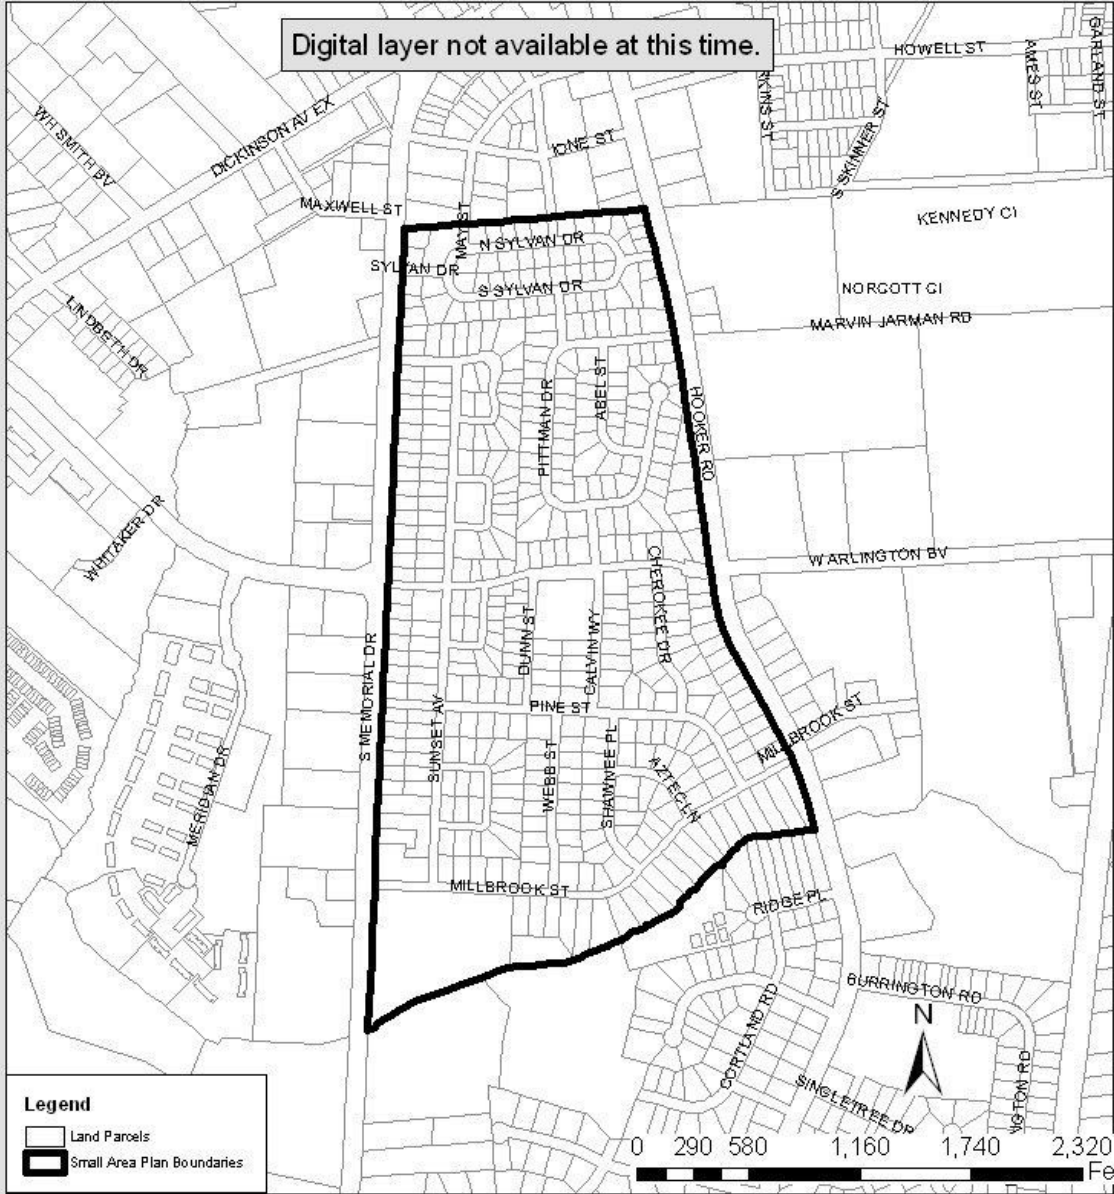 Digital layer not available at this time.
HOWELL ST
AMES ST
GARLAND ST
WH SMITH BV
DICKINSON AV EX
IONE ST
S SKINNER ST
MAXWELL ST
MAY ST
KENNEDY CI
N SYLVAN DR
SYLVAN DR
S SYLVAN DR
NORCOTT CI
MARVIN JARMAN RD
LINDBETH DR
ABEL ST
PITTMAN DR
HOOKER RD
WHITAKER DR
W ARLINGTON BV
CHEROKEE DR
DUNN ST
CALVIN WY
S MEMORIAL DR
PINE ST
SUNSET AV
MILLBROOK ST
MERIDIAN DR
WEBB ST
SHAWNEE PL
AZTEC LN
MILLBROOK ST
RIDGE PL
BURRINGTON RD
CORTLAND RD
N
SINGLETREE DR
NGTON RD
Legend
Land Parcels
Small Area Plan Boundaries
0 290 580 1,160 1,740 2,320
Fe